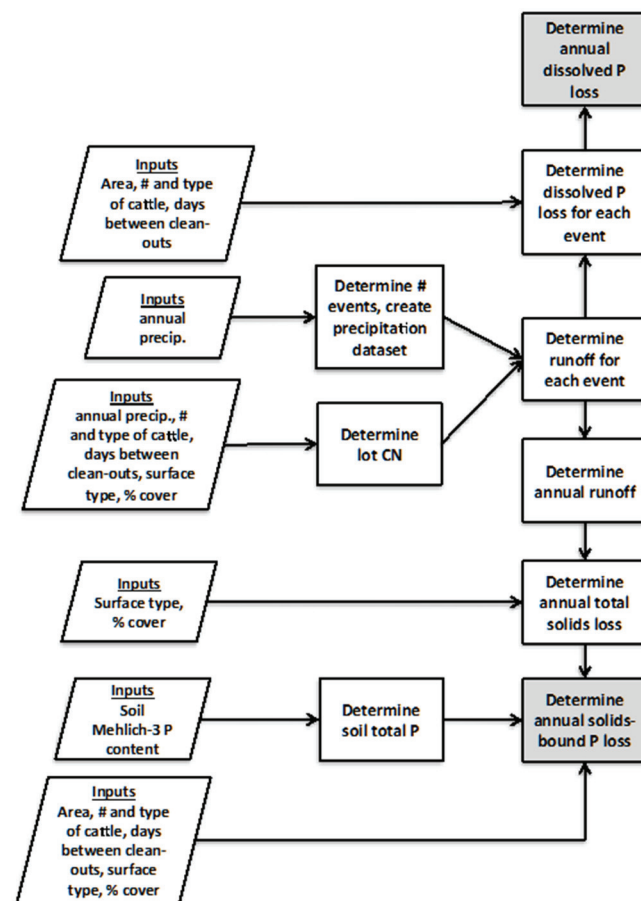 Determine
annual
dissolved P
loss
Inputs
Area, # and type
of cattle, days
between clean-
outs
Determine
dissolved P
loss for each
event
Inputs
annual
precip.
Determine #
events, create
precipitation
dataset
Determine
runoff for
each event
Inputs
annual precip., #
and type of cattle,
days between
clean-outs, surface
type, % cover
Determine
lot CN
Determine
annual runoff
Inputs
Surface type,
% cover
Determine
annual total
solids loss
Inputs
Soil
Mehlich-3 P
content
Determine
soil total P
Determine
annual solids-
bound P loss
Inputs
Area, # and type
of cattle, days
between clean-
outs, surface
type, % cover